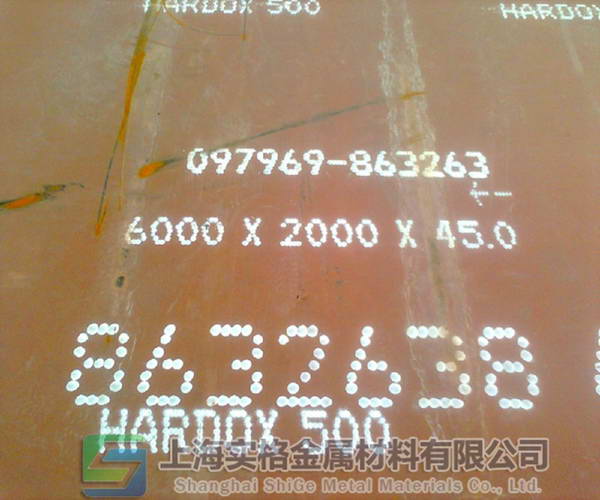 HARDOX 500
HARDOX
097969-863263
←--
6000 X 2000 X 45.0
8632638
HARDOX 500
上海实格金属材料有限公司
Shanghai ShiGe Metal Materials Co., Ltd.